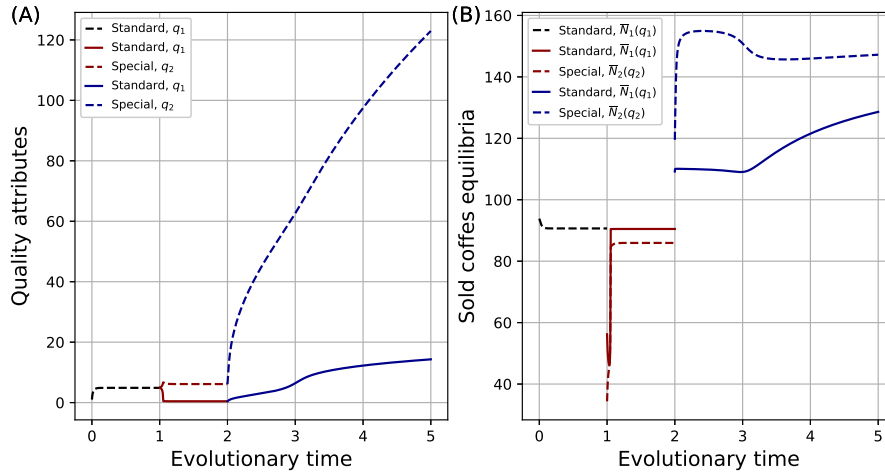 (A)
Quality attributes
120
100
80
60
40
20
0
Standard, q1
Standard, q1
Special, q2
Standard, q1
Special, q2
0 1 2 3 4 5
Evolutionary time
(B)
Sold coffes equilibria
160
140
120
100
80
60
40
Standard, N̅1(q1)
Standard, N̅1(q1)
Special, N̅2(q2)
Standard, N̅1(q1)
Special, N̅2(q2)
0 1 2 3 4 5
Evolutionary time